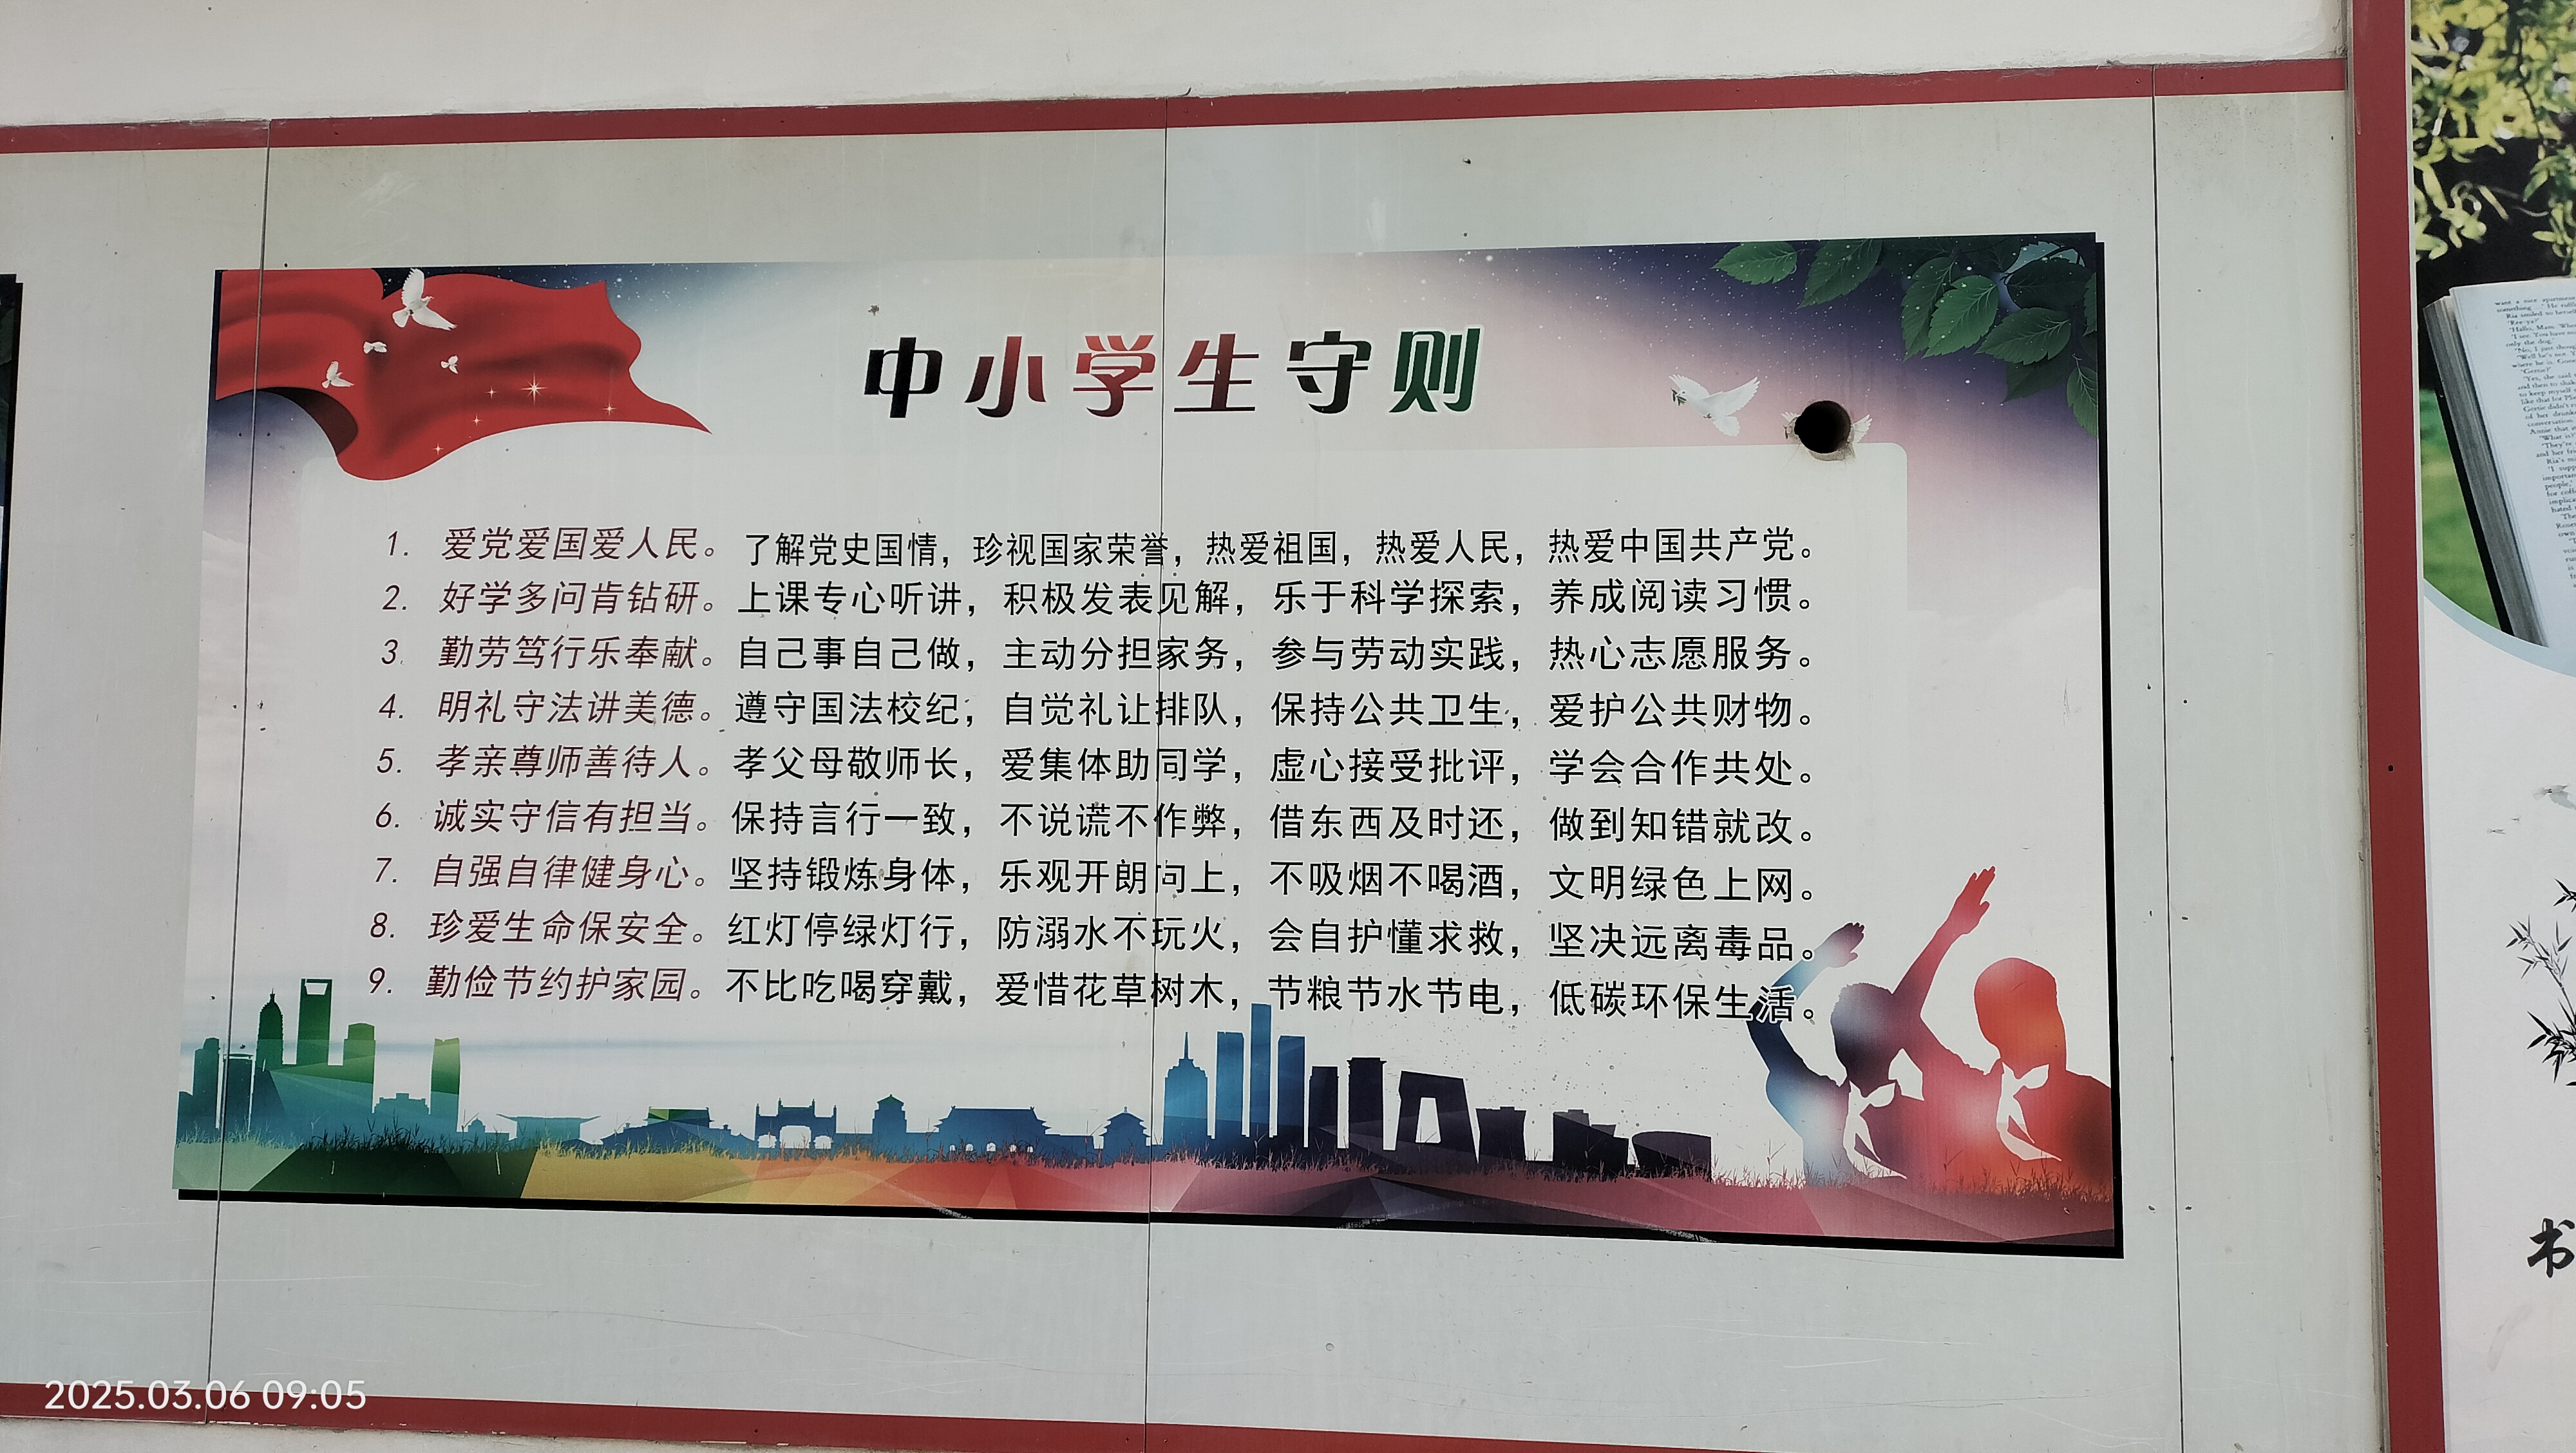 中小学生守则
1. 爱党爱国爱人民。了解党史国情，珍视国家荣誉，热爱祖国，热爱人民，热爱中国共产党。
2. 好学多问肯钻研。上课专心听讲，积极发表见解，乐于科学探索，养成阅读习惯。
3. 勤劳笃行乐奉献。自己事自己做，主动分担家务，参与劳动实践，热心志愿服务。
4. 明礼守法讲美德。遵守国法校纪，自觉礼让排队，保持公共卫生，爱护公共财物。
5. 孝亲尊师善待人。孝父母敬师长，爱集体助同学，虚心接受批评，学会合作共处。
6. 诚实守信有担当。保持言行一致，不说谎不作弊，借东西及时还，做到知错就改。
7. 自强自律健身心。坚持锻炼身体，乐观开朗向上，不吸烟不喝酒，文明绿色上网。
8. 珍爱生命保安全。红灯停绿灯行，防溺水不玩火，会自护懂求救，坚决远离毒品。
9. 勤俭节约护家园。不比吃喝穿戴，爱惜花草树木，节粮节水节电，低碳环保生活。
书
2025.03.06 09:05